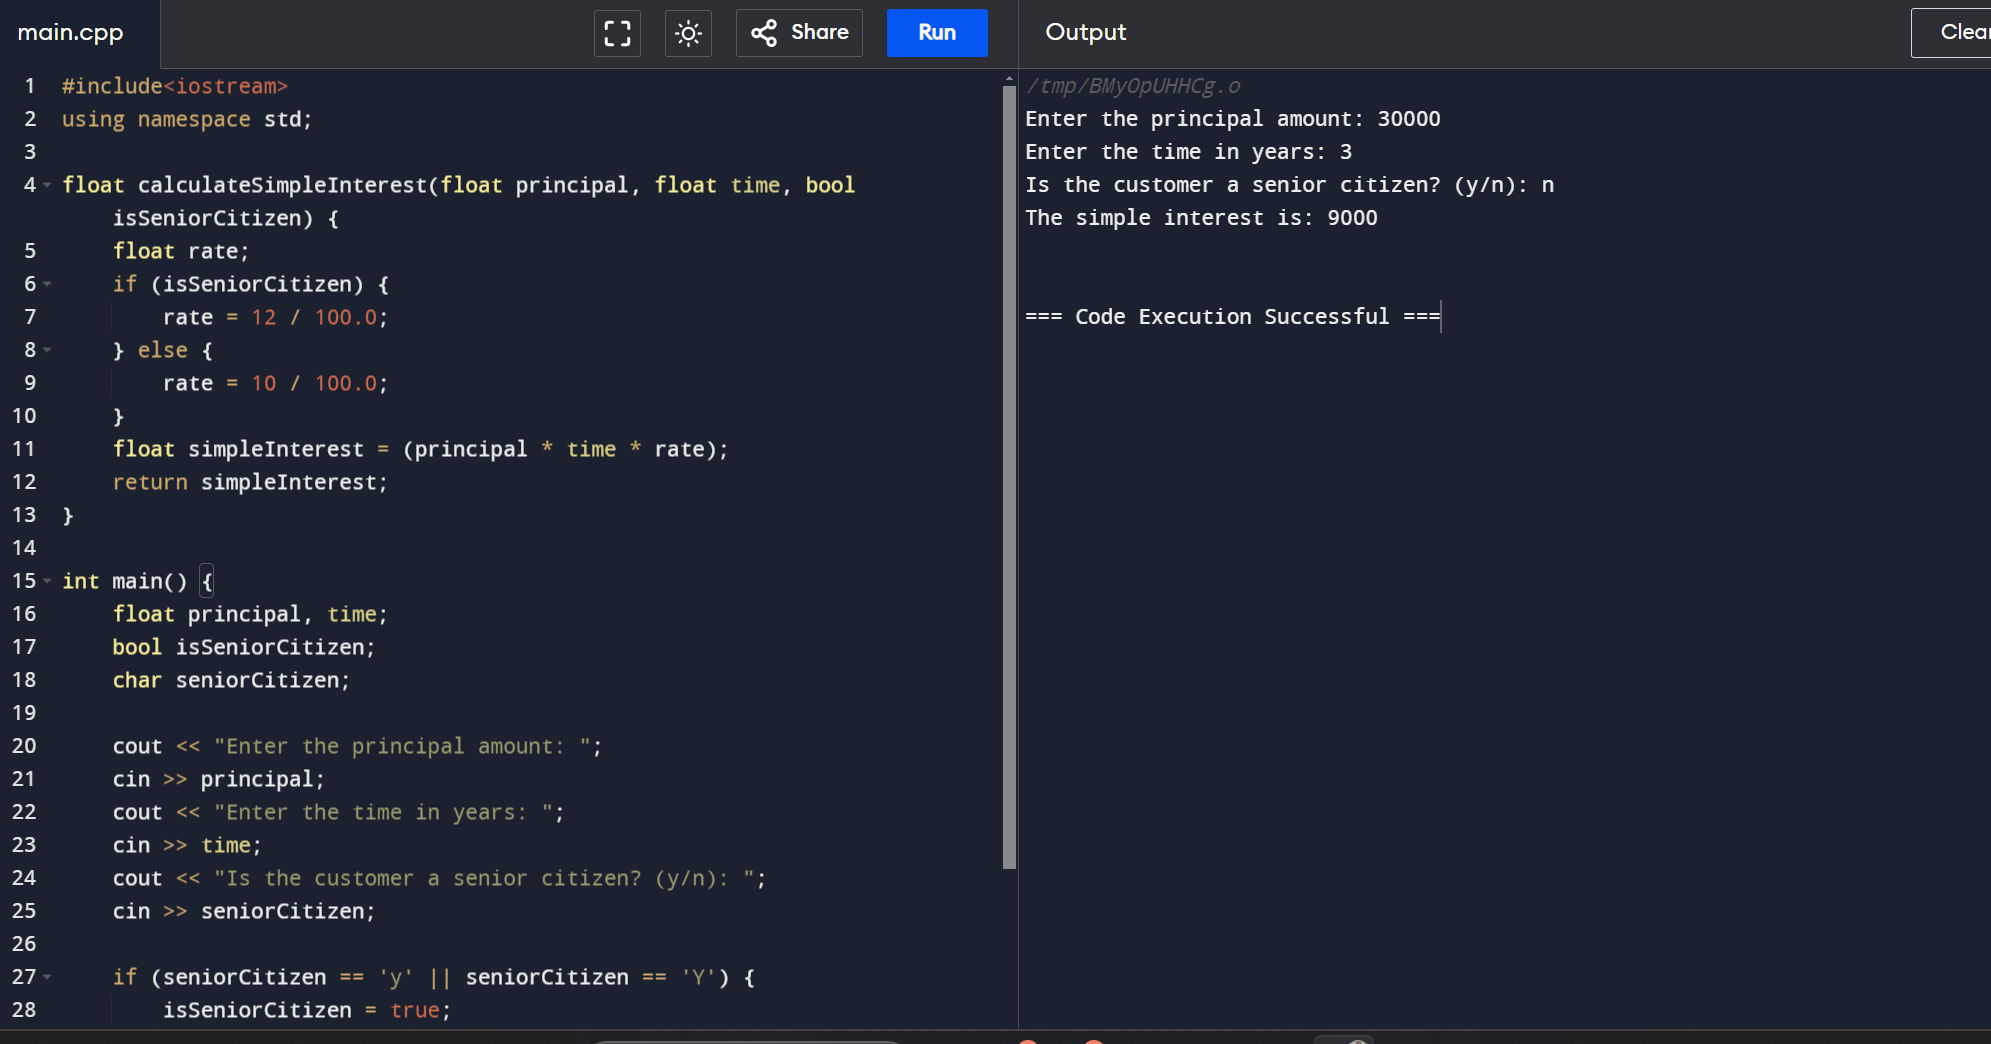 main.cpp
Share
Run
Output
1 #include<iostream>
2 using namespace std;
3
4 float calculateSimpleInterest(float principal, float time, bool
isSeniorCitizen) {
5 float rate;
6 if (isSeniorCitizen) {
7 rate = 12 / 100.0;
8 } else {
9 rate = 10 / 100.0;
10 }
11 float simpleInterest = (principal * time * rate);
12 return simpleInterest;
13 }
14
15 int main() {
16 float principal, time;
17 bool isSeniorCitizen;
18 char seniorCitizen;
19
20 cout << "Enter the principal amount: ";
21 cin >> principal;
22 cout << "Enter the time in years: ";
23 cin >> time;
24 cout << "Is the customer a senior citizen? (y/n): ";
25 cin >> seniorCitizen;
26
27 if (seniorCitizen == 'y' || seniorCitizen == 'Y') {
28 isSeniorCitizen = true;
/tmp/BMyOpUHHCg.o
Enter the principal amount: 30000
Enter the time in years: 3
Is the customer a senior citizen? (y/n): n
The simple interest is: 9000
=== Code Execution Successful ===